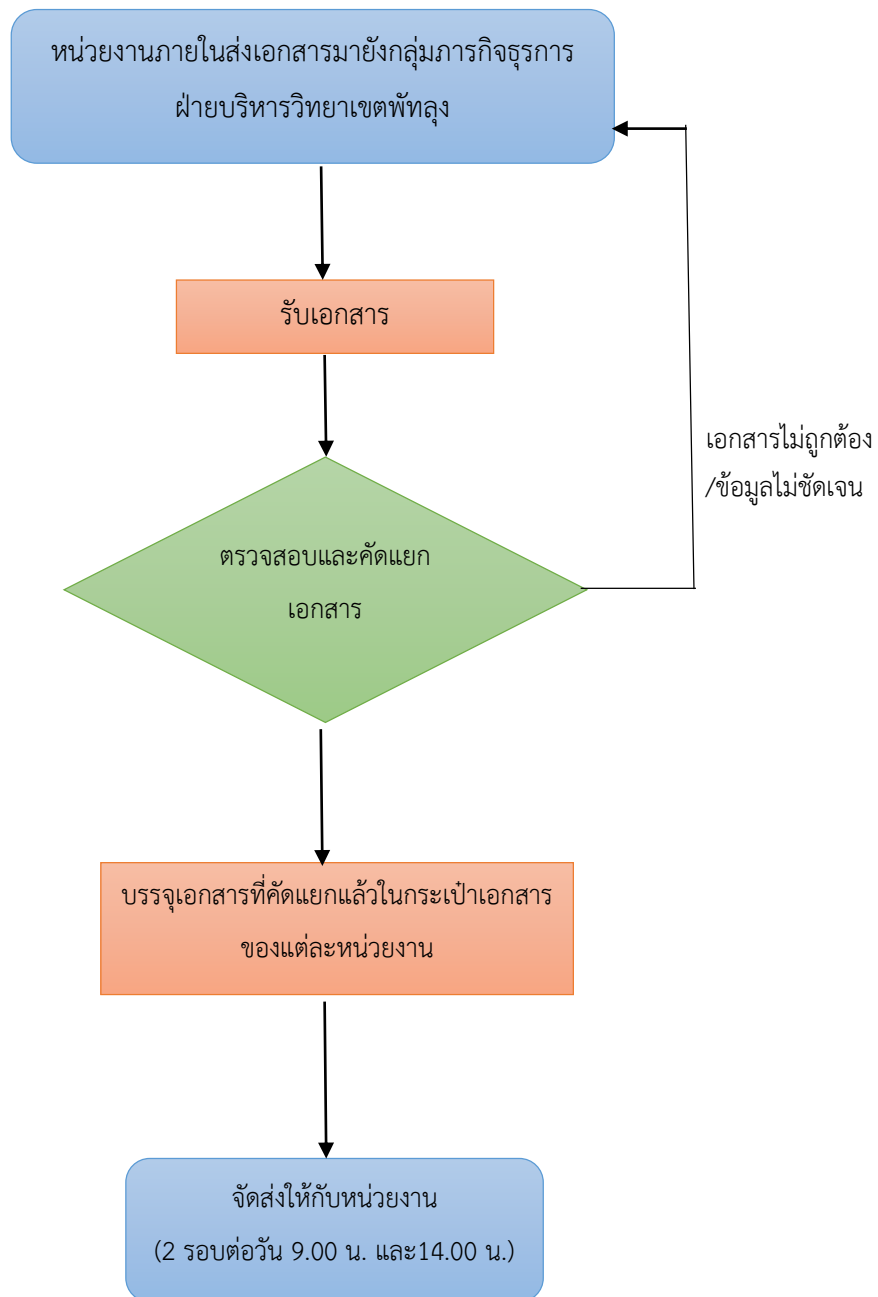 หน่วยงานภายในส่งเอกสารมายังกลุ่มภารกิจธุรการ
ฝ่ายบริหารวิทยาเขตพัทลุง
รับเอกสาร
เอกสารไม่ถูกต้อง
/ข้อมูลไม่ชัดเจน
ตรวจสอบและคัดแยก
เอกสาร
บรรจุเอกสารที่คัดแยกแล้วในกระเป๋าเอกสาร
ของแต่ละหน่วยงาน
จัดส่งให้กับหน่วยงาน
(2 รอบต่อวัน 9.00 น. และ14.00 น.)